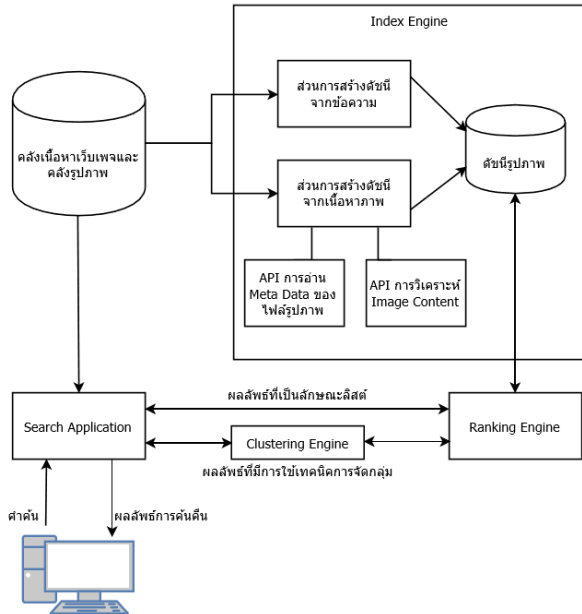 Index Engine
ส่วนการสร้างดัชนี
จากข้อความ
คลังเนื้อหาเว็บเพจและ
คลังรูปภาพ
ดัชนีรูปภาพ
ส่วนการสร้างดัชนี
จากเนื้อหาภาพ
API การอ่าน
Meta Data ของ
ไฟล์รูปภาพ
API การวิเคราะห์
Image Content
ผลลัพธ์ที่เป็นลักษณะลิสต์
Search Application
Ranking Engine
Clustering Engine
ผลลัพธ์ที่มีการใช้เทคนิคการจัดกลุ่ม
คำค้น
ผลลัพธ์การค้นคืน